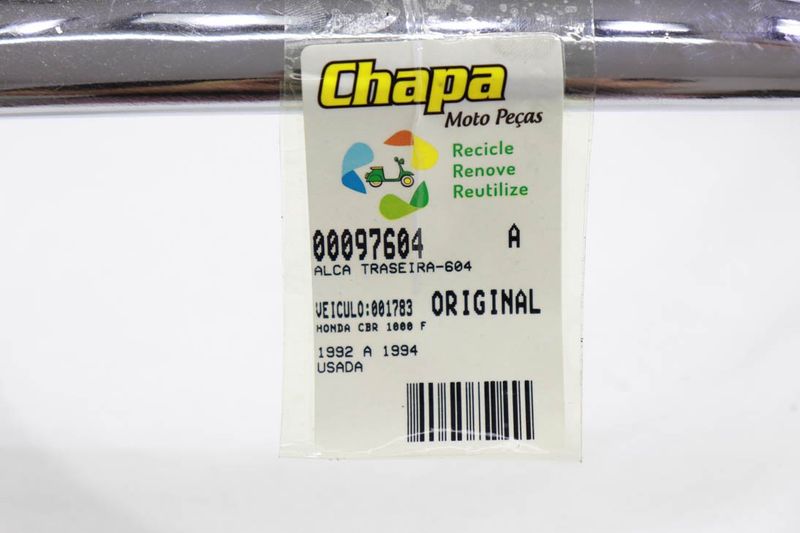 Chapa
Moto Peças
Recicle
Renove
Reutilize
00097604 A
ALCA TRASEIRA-604
VEICULO:001783 ORIGINAL
HONDA CBR 1000 F
1992 A 1994
USADA